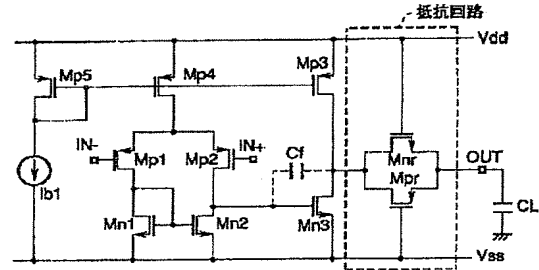 抵抗回路
Vdd
Mp5
Mp4
Mp3
IN-
Mp1
Mp2
IN+
Cf
Mnr
Mpr
OUT
Ib1
CL
Mn1
Mn2
Mn3
Vss